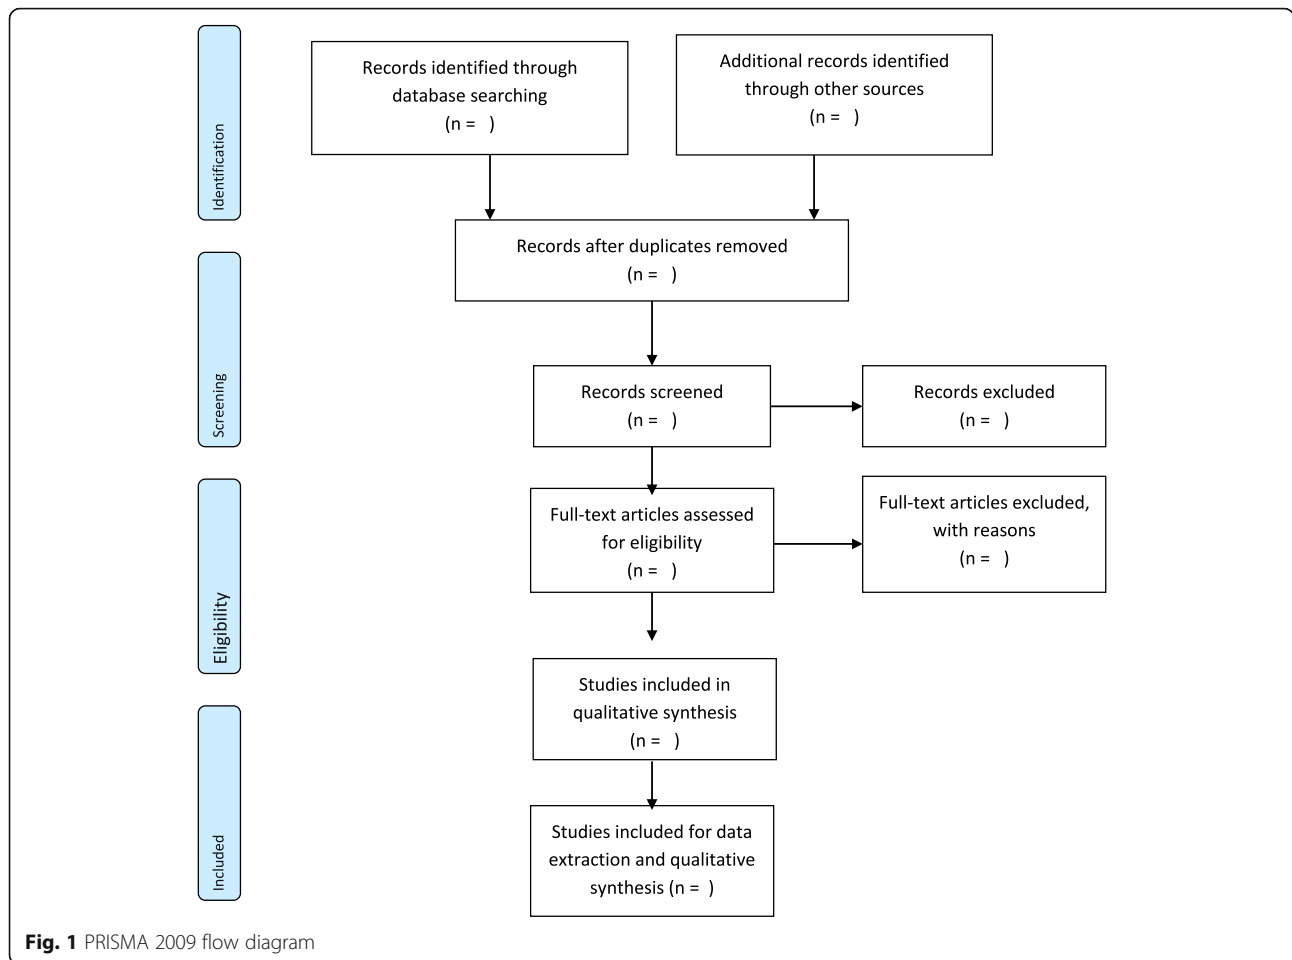 Identification
Records identified through
database searching
(n =   )
Additional records identified
through other sources
(n =   )
Records after duplicates removed
(n =   )
Screening
Records screened
(n =   )
Records excluded
(n =   )
Eligibility
Full-text articles assessed
for eligibility
(n =   )
Full-text articles excluded,
with reasons
(n =   )
Studies included in
qualitative synthesis
(n =   )
Included
Studies included for data
extraction and qualitative
synthesis (n =  )
Fig. 1 PRISMA 2009 flow diagram